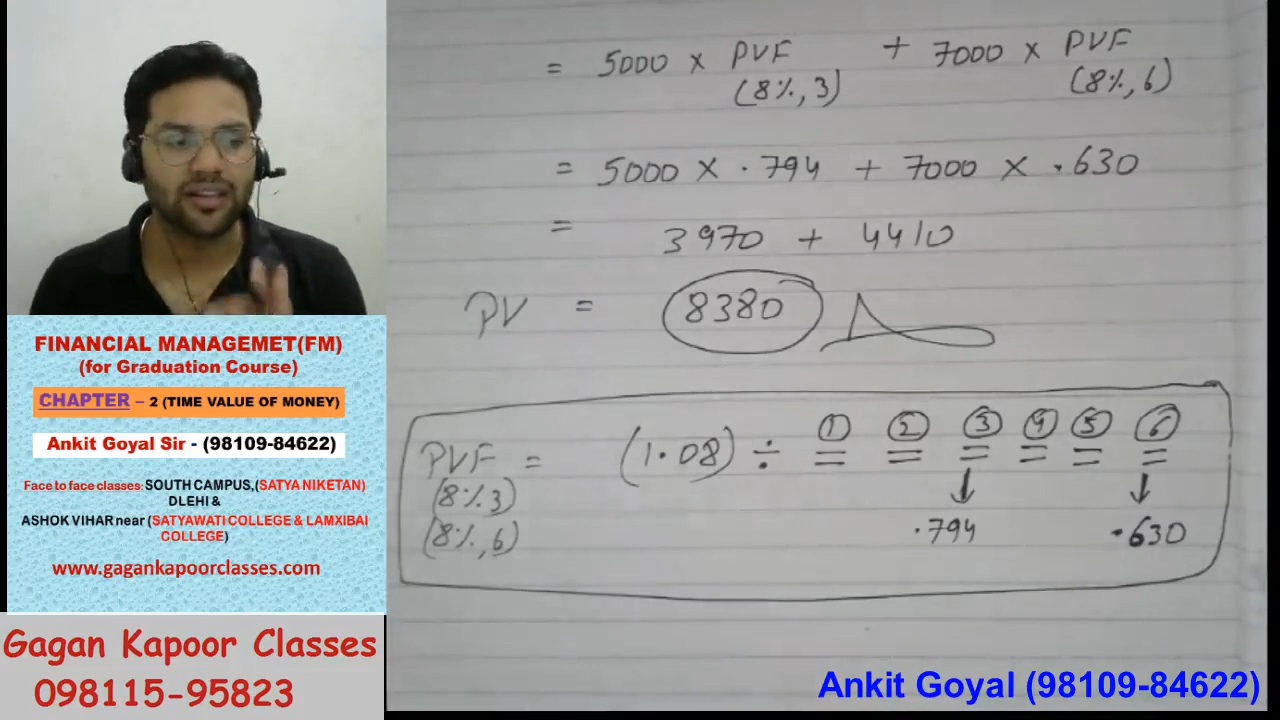 = 5000 × PVF + 7000 × PVF
(8%,3) (8%,6)
= 5000 × .794 + 7000 × .630
= 3970 + 4410
PV = 8380
① ② ③ ④ ⑤ ⑥
PVF = (1.08) ÷ = = = = = =
(8%3)
(8%,6) .794 .630
FINANCIAL MANAGEMET(FM)
(for Graduation Course)
CHAPTER – 2 (TIME VALUE OF MONEY)
Ankit Goyal Sir - (98109-84622)
Face to face classes: SOUTH CAMPUS,(SATYA NIKETAN)
DLEHI &
ASHOK VIHAR near (SATYAWATI COLLEGE & LAMXIBAI
COLLEGE)
www.gagankapoorclasses.com
Gagan Kapoor Classes
098115-95823
Ankit Goyal (98109-84622)